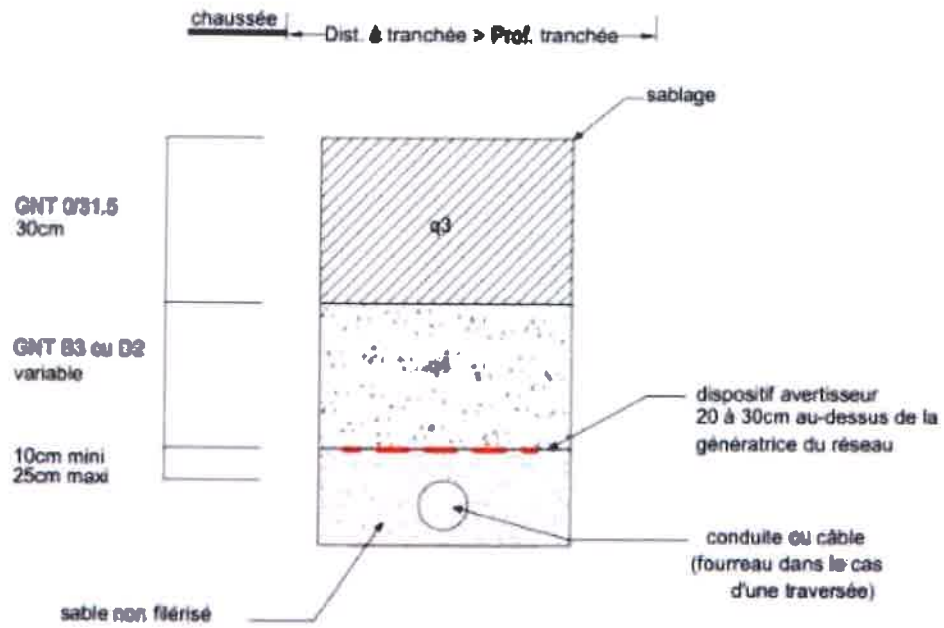 chaussée
Dist. à tranchée > Prof. tranchée
sablage
GNT 0/31.5
30cm
q3
GNT B3 ou D2
variable
q4
dispositif avertisseur
20 à 30cm au-dessus de la
génératrice du réseau
10cm mini
25cm maxi
conduite ou câble
(fourreau dans le cas
d'une traversée)
sable non filérisé